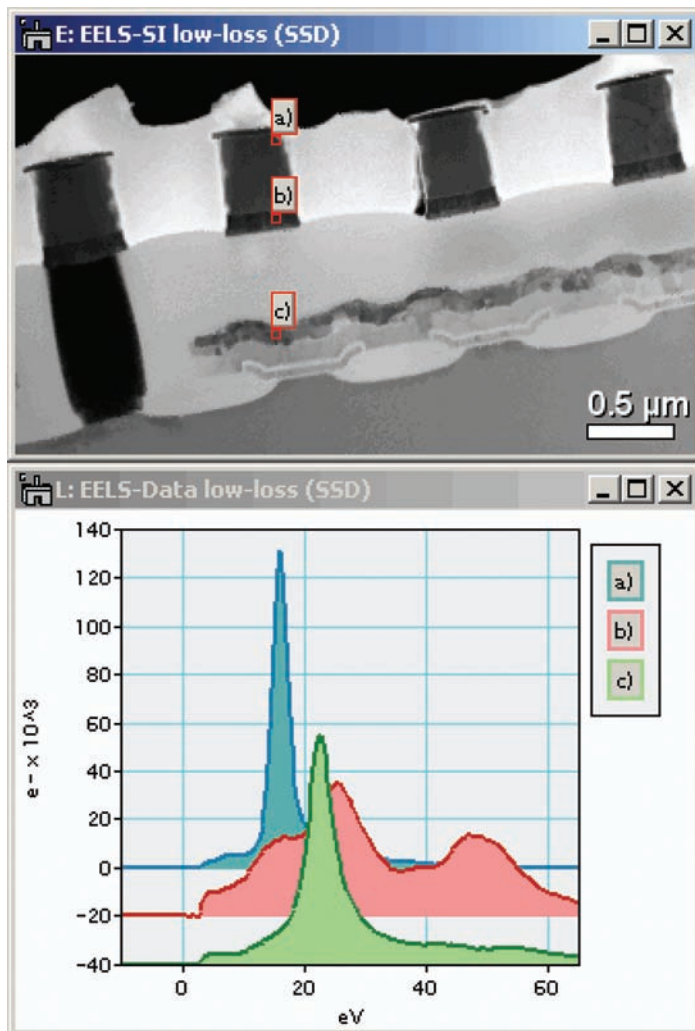 E: EELS-SI low-loss (SSD)
a)
b)
c)
0.5 µm
L: EELS-Data low-loss (SSD)
140
120
100
80
60
40
20
0
-20
-40
e- x 10^3
0
20
40
60
eV
a)
b)
c)